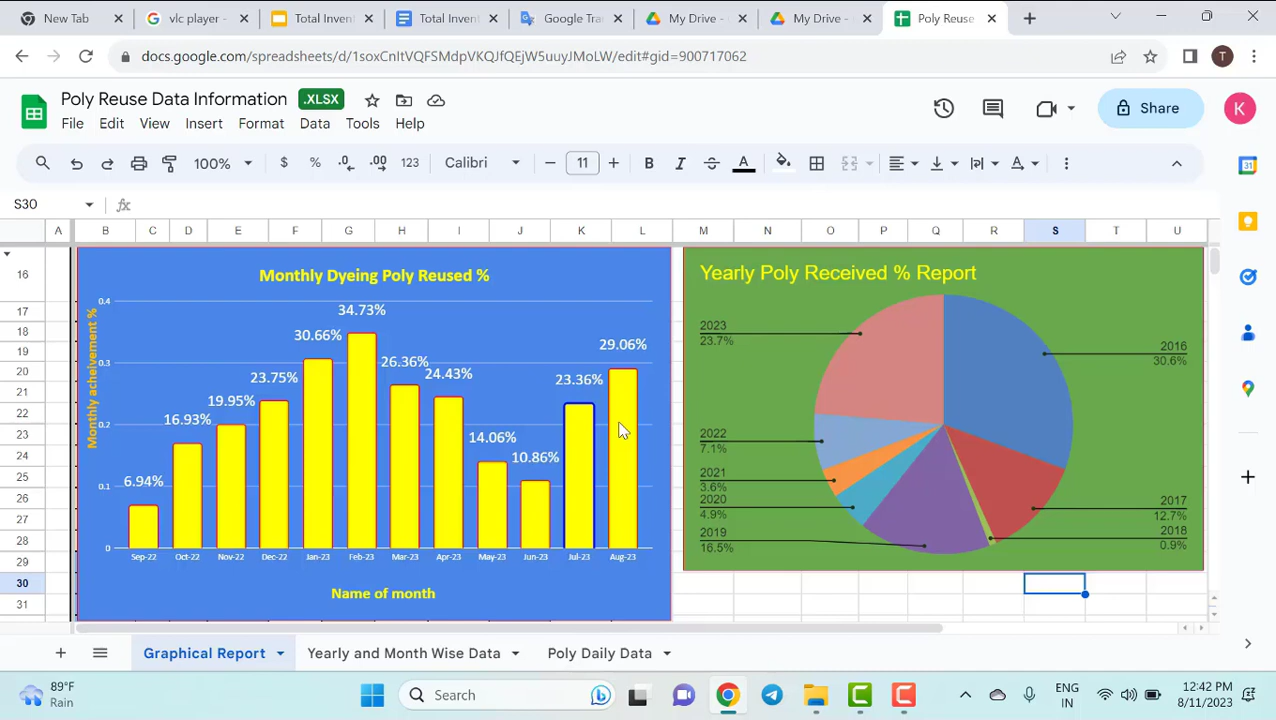 New Tab
vlc player -
Total Invent
Total Invent
Google Tra
My Drive -
My Drive -
Poly Reuse
docs.google.com/spreadsheets/d/1soxCnItVQFSMdpVKQJfQEjW5uuyJMoLW/edit#gid=900717062
T
Poly Reuse Data Information .XLSX
File Edit View Insert Format Data Tools Help
Share
K
100% $ % .0 .00 123 Calibri 11 B I A A
S30 fx
A B C D E F G H I J K L M N O P Q R S T U
16
17
18
19
20
21
22
23
24
25
26
27
28
29
30
31
Monthly Dyeing Poly Reused %
Monthly acheivement %
0.4
0.3
0.2
0.1
0
6.94%
16.93%
19.95%
23.75%
30.66%
34.73%
26.36%
24.43%
14.06%
10.86%
23.36%
29.06%
Sep-22 Oct-22 Nov-22 Dec-22 Jan-23 Feb-23 Mar-23 Apr-23 May-23 Jun-23 Jul-23 Aug-23
Name of month
Yearly Poly Received % Report
2023
23.7%
2022
7.1%
2021
3.6%
2020
4.9%
2019
16.5%
2016
30.6%
2017
12.7%
2018
0.9%
Graphical Report Yearly and Month Wise Data Poly Daily Data
89°F
Rain
Search
ENG
IN
12:42 PM
8/11/2023